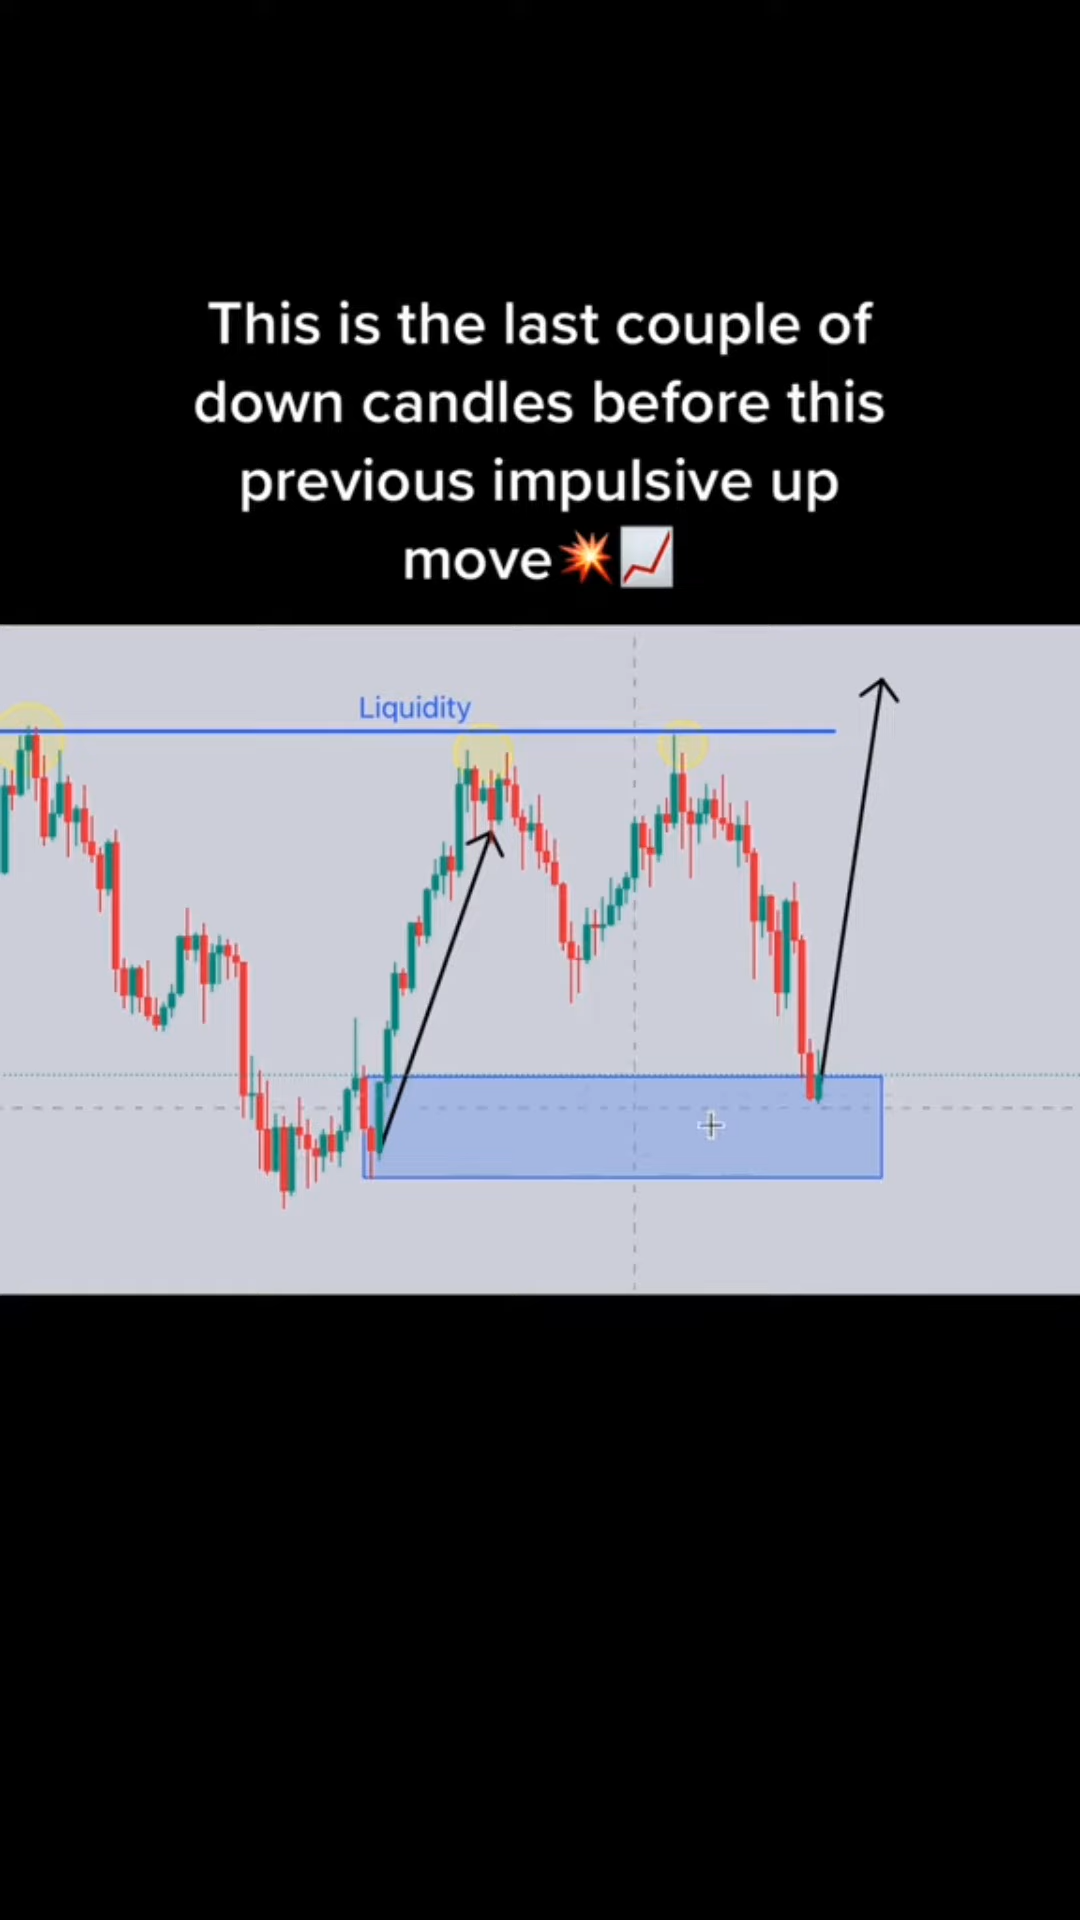 This is the last couple of
down candles before this
previous impulsive up
move💥📈
Liquidity